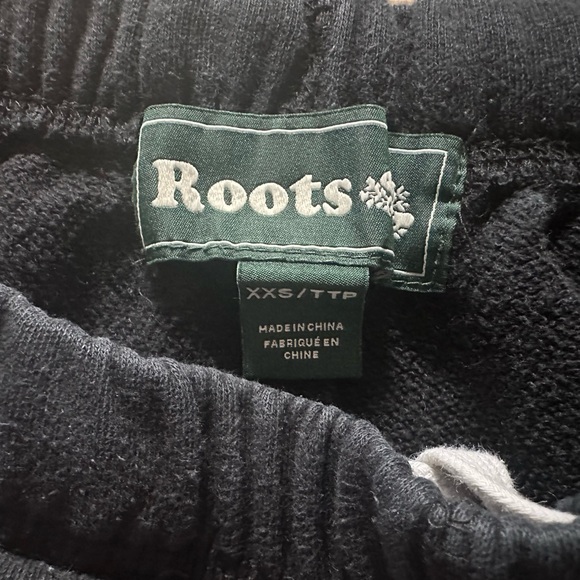 Roots
XXS/TTP
MADE IN CHINA
FABRIQUÉ EN
CHINE